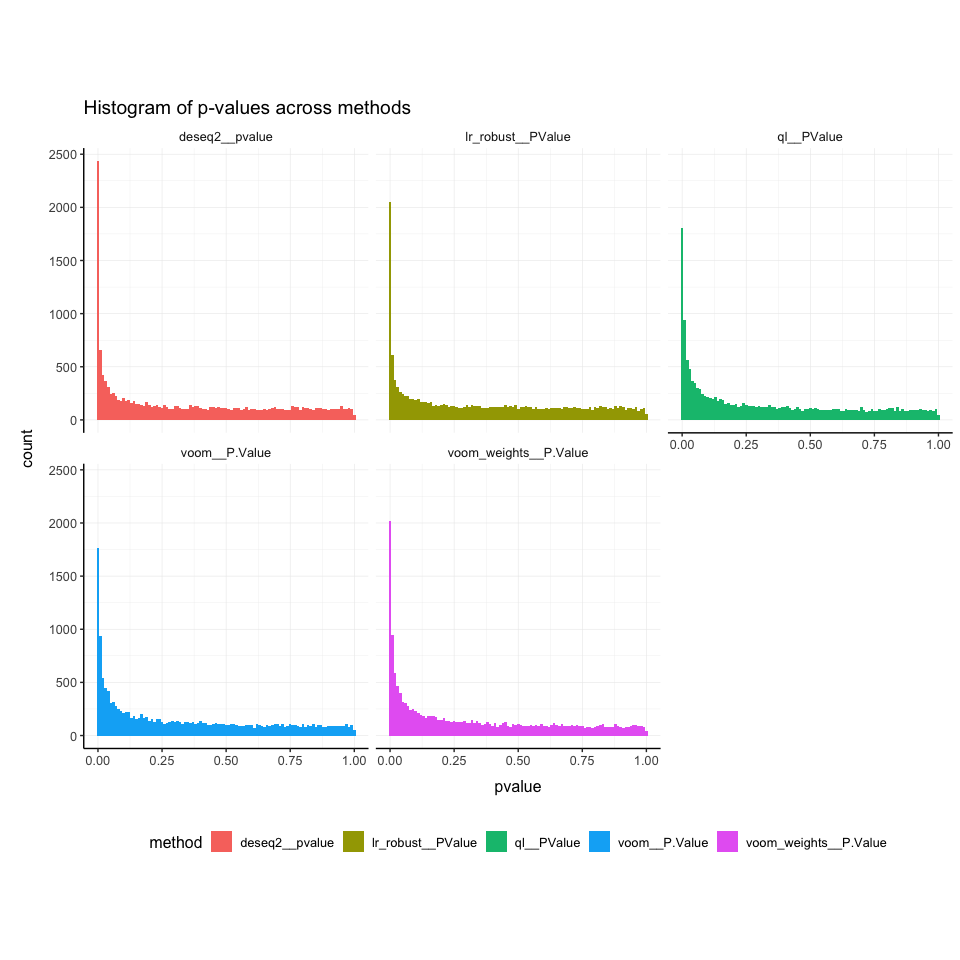 Histogram of p-values across methods
deseq2__pvalue
lr_robust__PValue
ql__PValue
2500
2000
1500
1000
500
0
0.00 0.25 0.50 0.75 1.00
count
voom__P.Value
voom_weights__P.Value
2500
2000
1500
1000
500
0
0.00 0.25 0.50 0.75 1.00
0.00 0.25 0.50 0.75 1.00
pvalue
method deseq2__pvalue lr_robust__PValue ql__PValue voom__P.Value voom_weights__P.Value